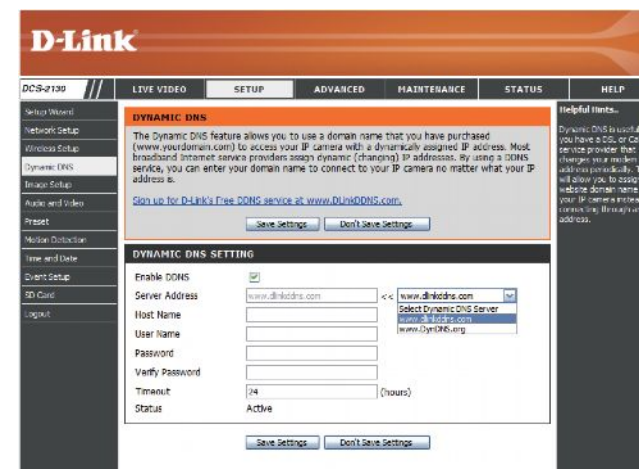 D-Link
DCS-2130
LIVE VIDEO SETUP ADVANCED MAINTENANCE STATUS HELP
Setup Wizard
Network Setup
Wireless Setup
Dynamic DNS
Image Setup
Audio and Video
Preset
Motion Detection
Time and Date
Event Setup
SD Card
Logout
DYNAMIC DNS
The Dynamic DNS feature allows you to use a domain name that you have purchased
(www.yourdomain.com) to access your IP camera with a dynamically assigned IP address. Most
broadband Internet service providers assign dynamic (changing) IP addresses. By using a DDNS
service, you can enter your domain name to connect to your IP camera no matter what your IP
address is.
Sign up for D-Link's Free DDNS service at www.DLinkDDNS.com.
Save Settings Don't Save Settings
DYNAMIC DNS SETTING
Enable DDNS
Server Address www.dlinkddns.com << www.dlinkddns.com
Select Dynamic DNS Server
www.dlinkddns.com
www.DynDNS.org
Host Name
User Name
Password
Verify Password
Timeout 24 (hours)
Status Active
Save Settings Don't Save Settings
Helpful Hints..
Dynamic DNS is useful
you have a DSL or Ca
service provider that
changes your modem
address periodically. T
will allow you to assig
website domain name
your IP camera instea
connecting through a
address.